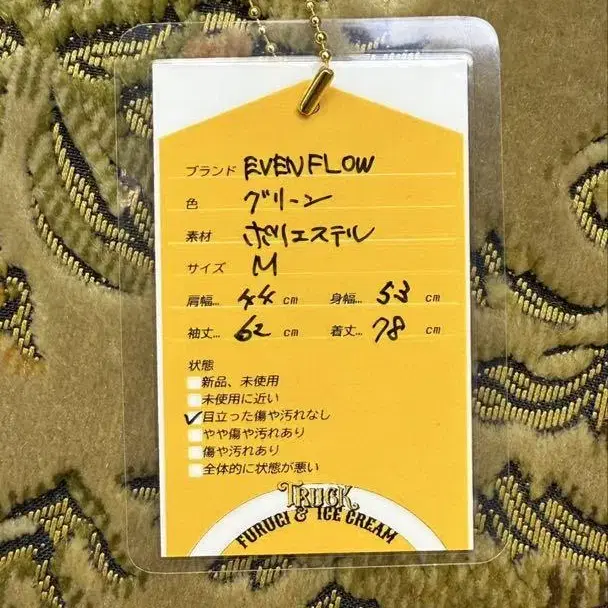 ブランド EVEN FLOW
色 グリーン
素材 ポリエステル
サイズ M
肩幅… 44 cm 身幅… 53 cm
袖丈… 62 cm 着丈… 78 cm
状態
新品、未使用
未使用に近い
✓目立った傷や汚れなし
やや傷や汚れあり
傷や汚れあり
全体的に状態が悪い
TRUCK
FURUGI & ICE CREAM